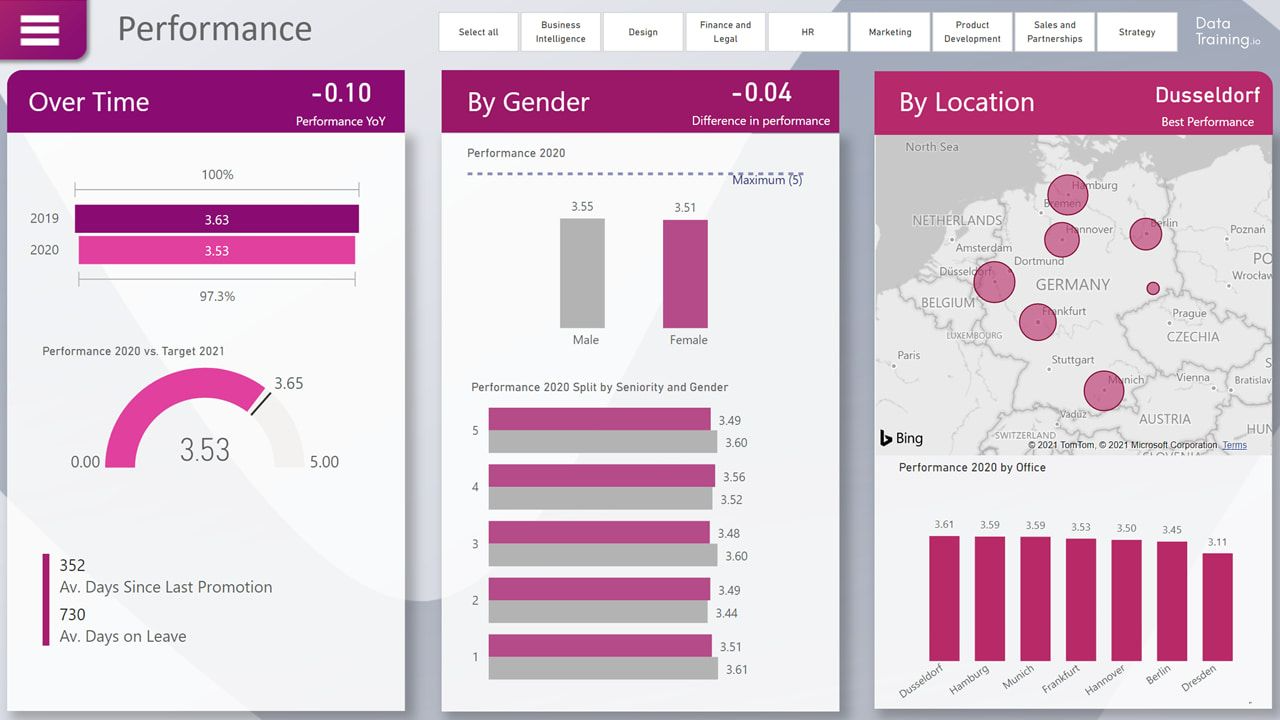 Performance
Select all
Business
Intelligence
Design
Finance and
Legal
HR
Marketing
Product
Development
Sales and
Partnerships
Strategy
Data
Training.io
Over Time
-0.10
Performance YoY
100%
2019
3.63
2020
3.53
97.3%
Performance 2020 vs. Target 2021
3.65
3.53
0.00
5.00
352
Av. Days Since Last Promotion
730
Av. Days on Leave
By Gender
-0.04
Difference in performance
Performance 2020
Maximum (5)
3.55
3.51
Male
Female
Performance 2020 Split by Seniority and Gender
5
3.49
3.60
4
3.56
3.52
3
3.48
3.60
2
3.49
3.44
1
3.51
3.61
By Location
Dusseldorf
Best Performance
North Sea
Hamburg
Bremen
NETHERLANDS
Berlin
Hannover
Poznań
Amsterdam
Dortmund
PO
Düsseldorf
Wrocław
GERMANY
BELGIUM
Frankfurt
Prague
LUXEMBOURG
CZECHIA
Paris
Stuttgart
Munich
Vienna
Bratislav
Vaduz
AUSTRIA
SWITZERLAND
HUN
Bing
© 2021 TomTom, © 2021 Microsoft Corporation Terms
SLOVENIA
Performance 2020 by Office
3.61
3.59
3.59
3.53
3.50
3.45
3.11
Dusseldorf
Hamburg
Munich
Frankfurt
Hannover
Berlin
Dresden